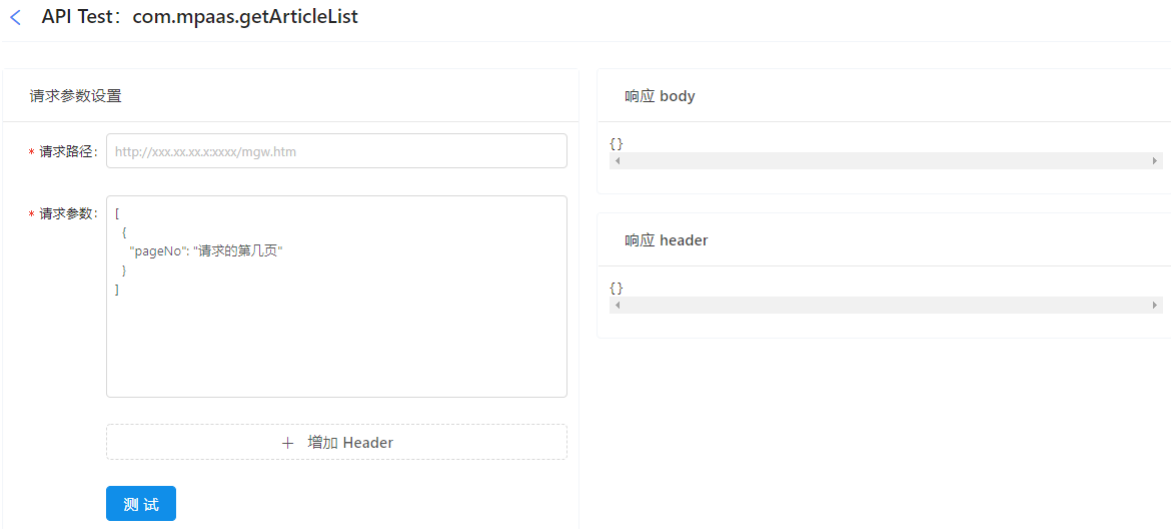 API Test：com.mpaas.getArticleList
请求参数设置
* 请求路径：
http://xxx.xx.xx.x:xxxx/mgw.htm
* 请求参数：
[
{
"pageNo": "请求的第几页"
}
]
+ 增加 Header
测 试
响应 body
{}
响应 header
{}